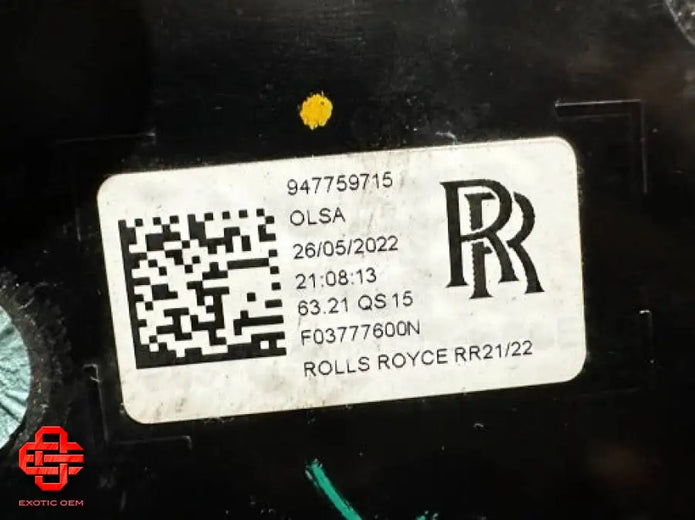 947759715
OLSA
26/05/2022
21:08:13
63.21 QS 15
F03777600N
ROLLS ROYCE RR21/22
RR
EXOTIC OEM